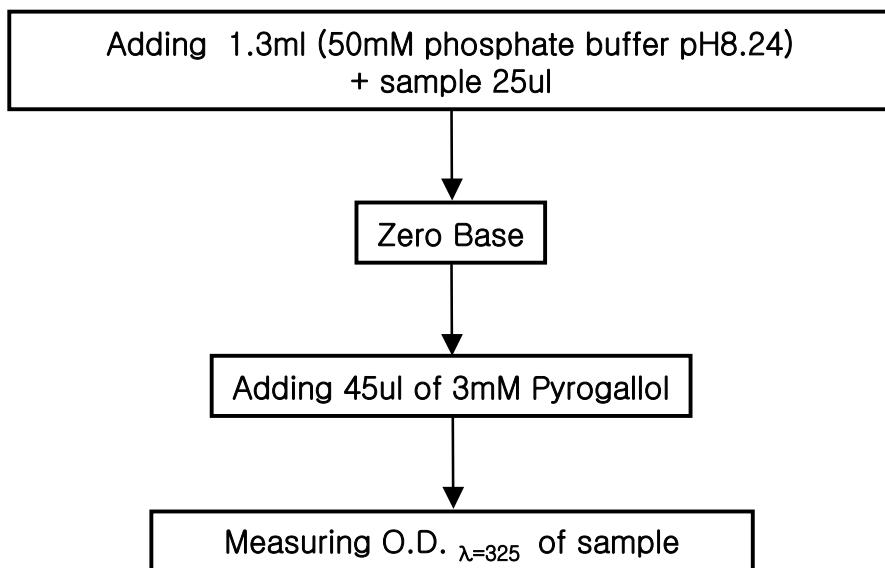 Adding 1.3ml (50mM phosphate buffer pH8.24)
+ sample 25ul
Zero Base
Adding 45ul of 3mM Pyrogallol
Measuring O.D. λ=325 of sample